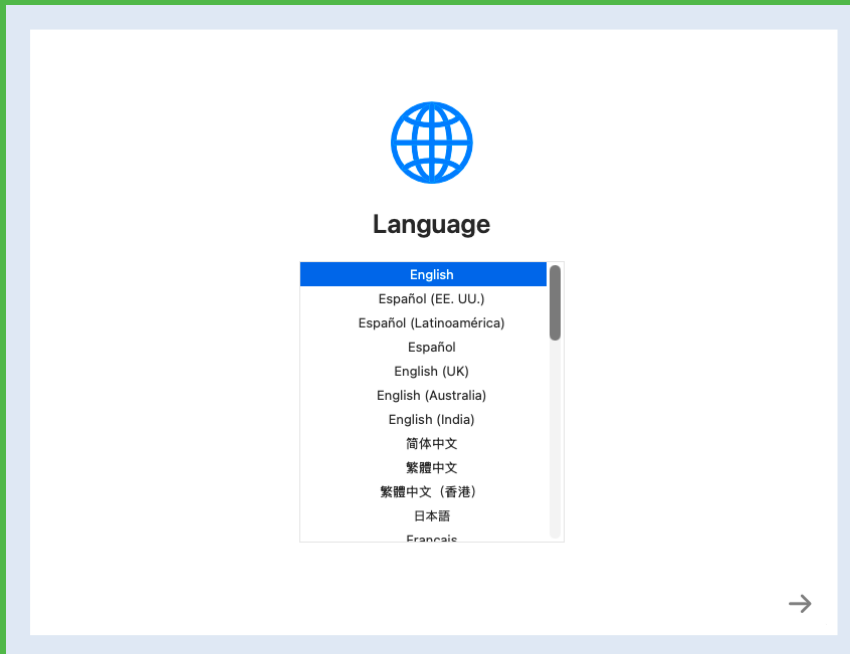 Language
English
Español (EE. UU.)
Español (Latinoamérica)
Español
English (UK)
English (Australia)
English (India)
简体中文
繁體中文
繁體中文（香港）
日本語
Français